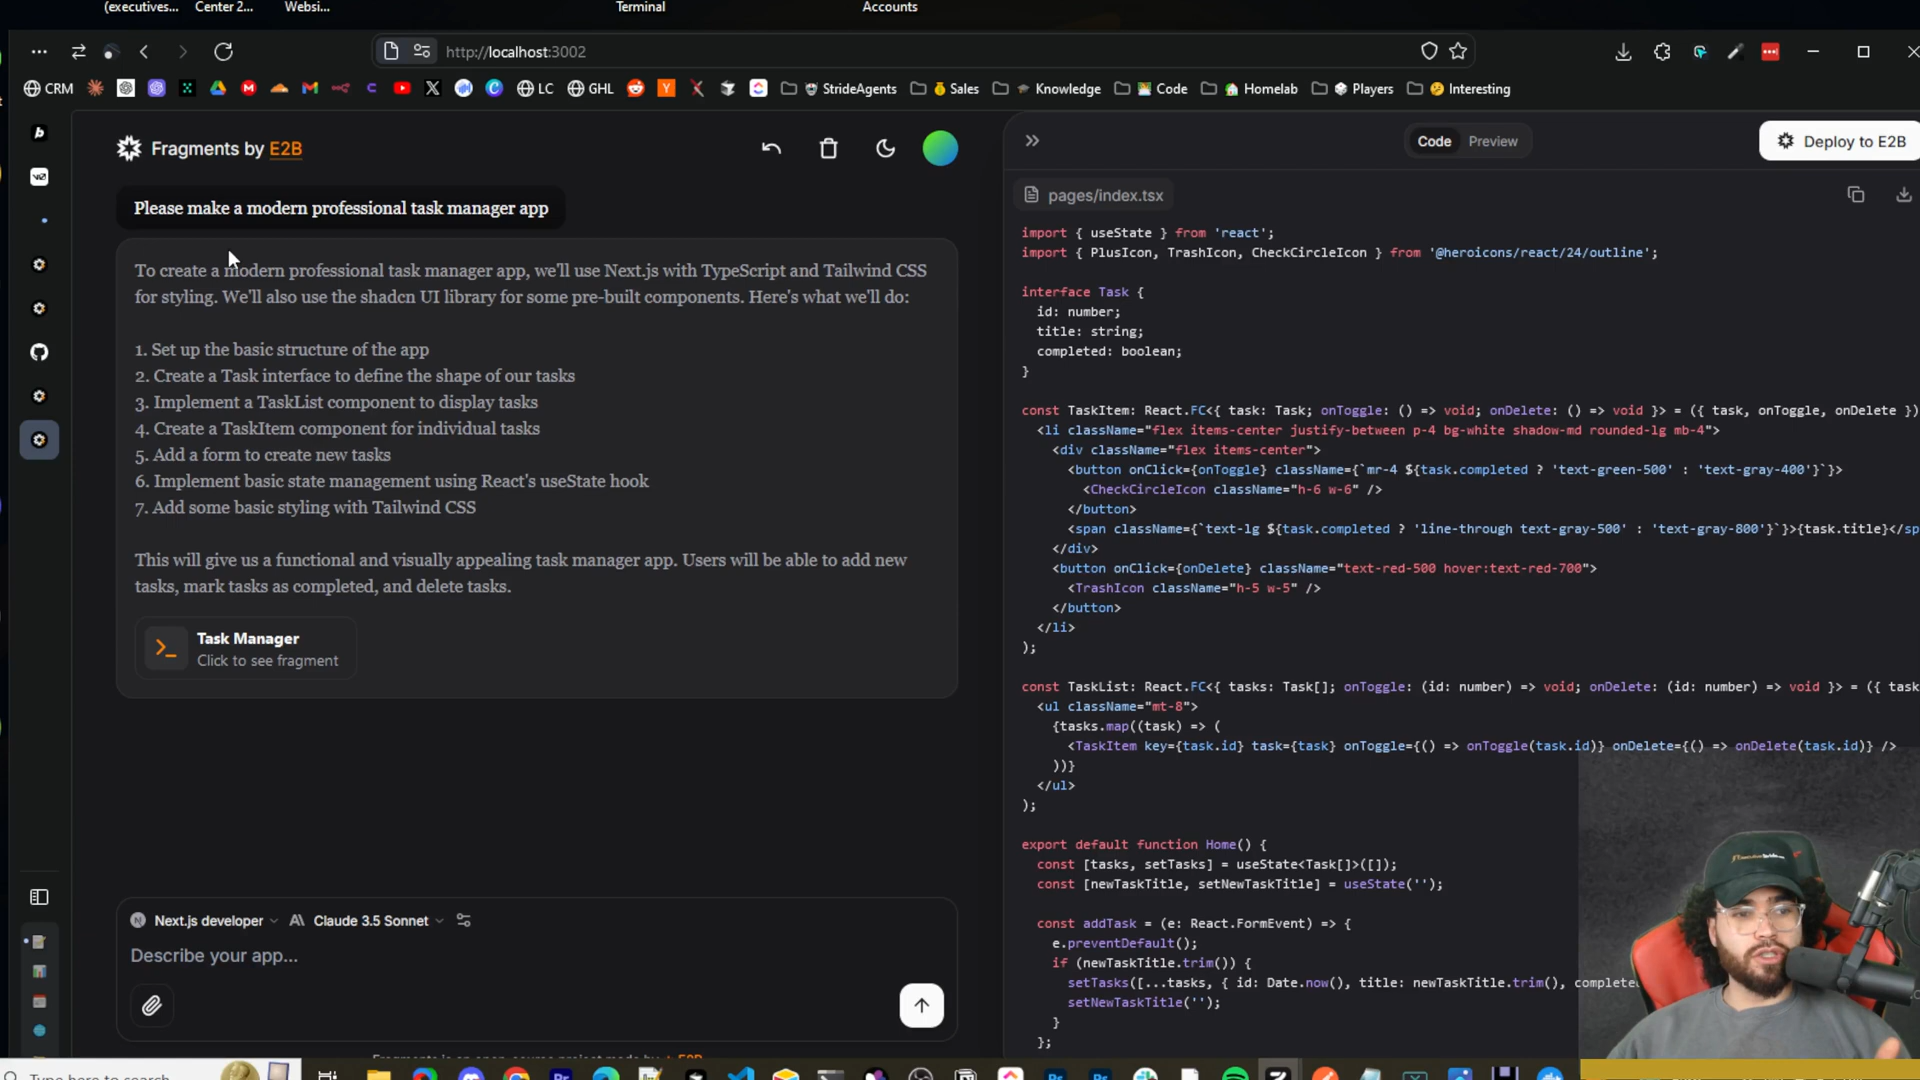 (executives... Center 2... Websi... Terminal Accounts
http://localhost:3002
CRM LC GHL StrideAgents Sales Knowledge Code Homelab Players Interesting
Fragments by E2B
Please make a modern professional task manager app
To create a modern professional task manager app, we'll use Next.js with TypeScript and Tailwind CSS
for styling. We'll also use the shadcn UI library for some pre-built components. Here's what we'll do:
1. Set up the basic structure of the app
2. Create a Task interface to define the shape of our tasks
3. Implement a TaskList component to display tasks
4. Create a TaskItem component for individual tasks
5. Add a form to create new tasks
6. Implement basic state management using React's useState hook
7. Add some basic styling with Tailwind CSS
This will give us a functional and visually appealing task manager app. Users will be able to add new
tasks, mark tasks as completed, and delete tasks.
Task Manager
Click to see fragment
Next.js developer Claude 3.5 Sonnet
Describe your app...
Fragments is an open-source project made by E2B
Type here to search
Code Preview
Deploy to E2B
pages/index.tsx
import { useState } from 'react';
import { PlusIcon, TrashIcon, CheckCircleIcon } from '@heroicons/react/24/outline';
interface Task {
id: number;
title: string;
completed: boolean;
}
const TaskItem: React.FC<{ task: Task; onToggle: () => void; onDelete: () => void }> = ({ task, onToggle, onDelete })
<li className="flex items-center justify-between p-4 bg-white shadow-md rounded-lg mb-4">
<div className="flex items-center">
<button onClick={onToggle} className={`mr-4 ${task.completed ? 'text-green-500' : 'text-gray-400'}`}>
<CheckCircleIcon className="h-6 w-6" />
</button>
<span className={`text-lg ${task.completed ? 'line-through text-gray-500' : 'text-gray-800'}`}>{task.title}</sp
</div>
<button onClick={onDelete} className="text-red-500 hover:text-red-700">
<TrashIcon className="h-5 w-5" />
</button>
</li>
);
const TaskList: React.FC<{ tasks: Task[]; onToggle: (id: number) => void; onDelete: (id: number) => void }> = ({ task
<ul className="mt-8">
{tasks.map((task) => (
<TaskItem key={task.id} task={task} onToggle={() => onToggle(task.id)} onDelete={() => onDelete(task.id)} />
))}
</ul>
);
export default function Home() {
const [tasks, setTasks] = useState<Task[]>([]);
const [newTaskTitle, setNewTaskTitle] = useState('');
const addTask = (e: React.FormEvent) => {
e.preventDefault();
if (newTaskTitle.trim()) {
setTasks([...tasks, { id: Date.now(), title: newTaskTitle.trim(), complete
setNewTaskTitle('');
}
};